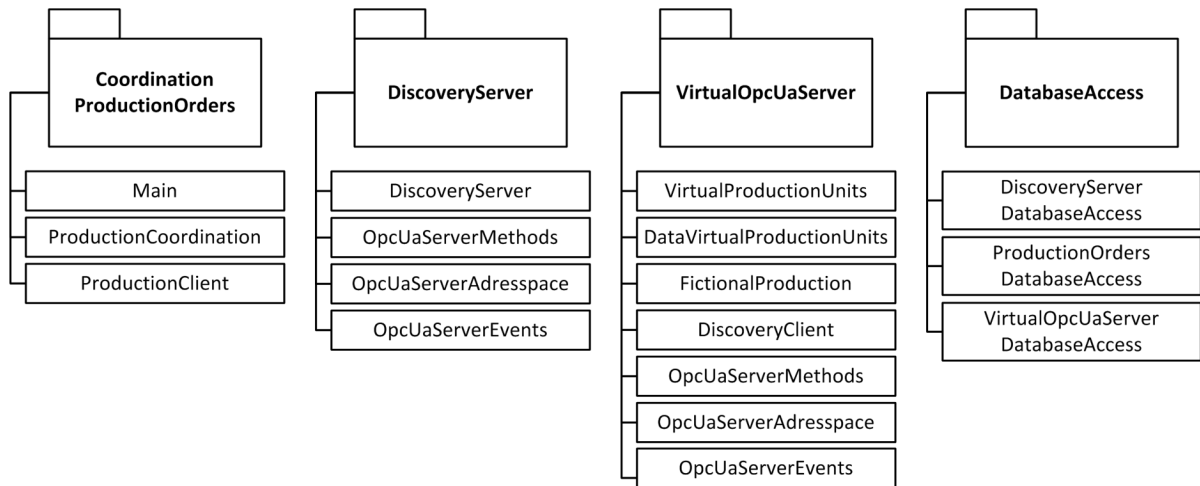 Coordination
ProductionOrders
Main
ProductionCoordination
ProductionClient
DiscoveryServer
DiscoveryServer
OpcUaServerMethods
OpcUaServerAdresspace
OpcUaServerEvents
VirtualOpcUaServer
VirtualProductionUnits
DataVirtualProductionUnits
FictionalProduction
DiscoveryClient
OpcUaServerMethods
OpcUaServerAdresspace
OpcUaServerEvents
DatabaseAccess
DiscoveryServer
DatabaseAccess
ProductionOrders
DatabaseAccess
VirtualOpcUaServer
DatabaseAccess